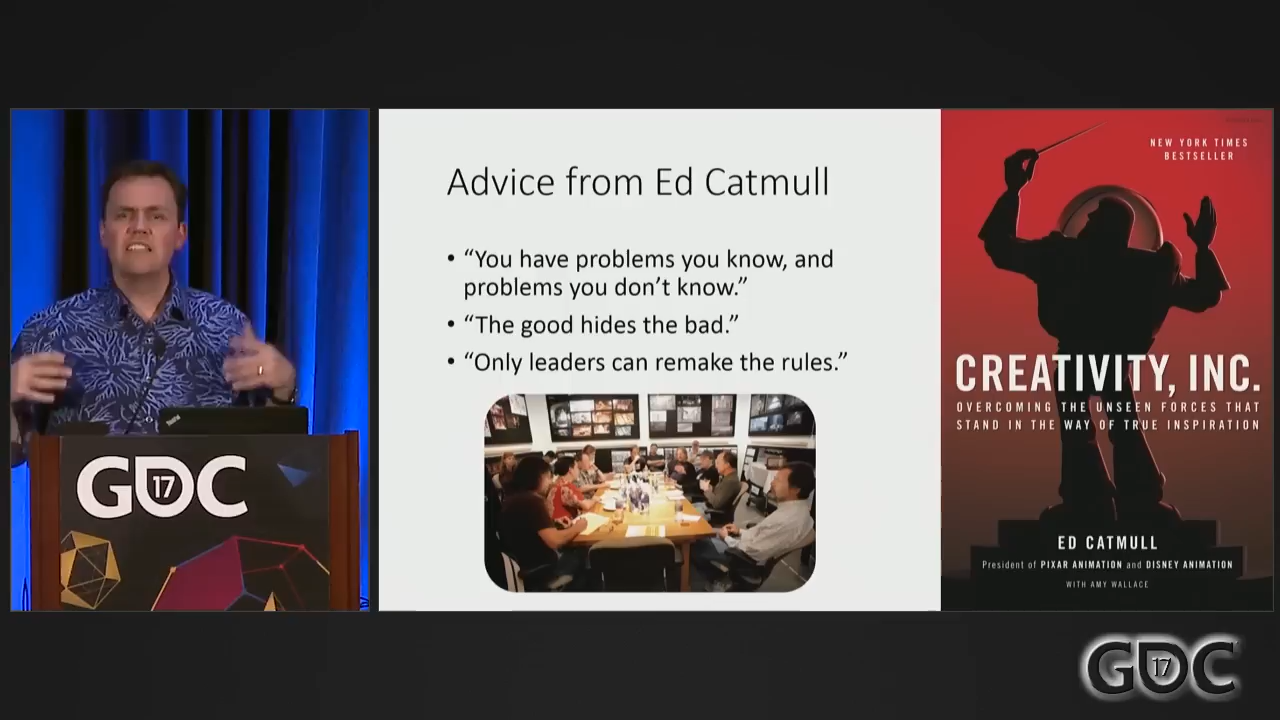 Advice from Ed Catmull
• “You have problems you know, and
problems you don’t know.”
• “The good hides the bad.”
• “Only leaders can remake the rules.”
NEW YORK TIMES
BESTSELLER
CREATIVITY, INC.
OVERCOMING THE UNSEEN FORCES THAT
STAND IN THE WAY OF TRUE INSPIRATION
ED CATMULL
President of PIXAR ANIMATION and DISNEY ANIMATION
WITH AMY WALLACE
GDC
17
GDC
17